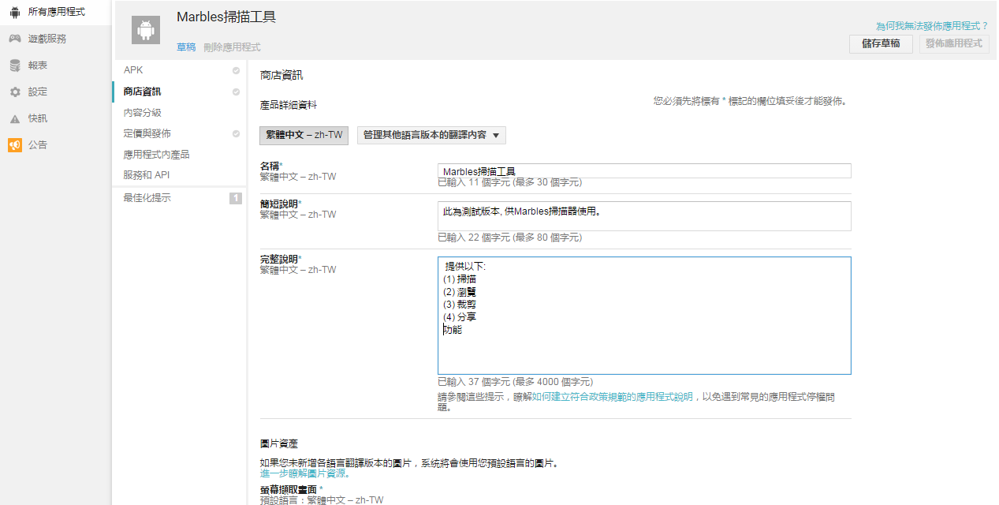 所有應用程式
遊戲服務
報表
設定
快訊
公告
Marbles掃描工具
草稿 刪除應用程式
為何我無法發佈應用程式？
儲存草稿 發佈應用程式
APK
商店資訊
內容分級
定價與發佈
應用程式內產品
服務和 API
最佳化提示 1
商店資訊
產品詳細資料
您必須先將標有 * 標記的欄位填妥後才能發佈。
繁體中文 – zh-TW 管理其他語言版本的翻譯內容
名稱*
繁體中文 – zh-TW
Marbles掃描工具
已輸入 11 個字元 (最多 30 個字元)
簡短說明*
繁體中文 – zh-TW
此為測試版本, 供Marbles掃描器使用。
已輸入 22 個字元 (最多 80 個字元)
完整說明*
繁體中文 – zh-TW
提供以下:
(1) 掃描
(2) 瀏覽
(3) 裁剪
(4) 分享
功能
已輸入 37 個字元 (最多 4000 個字元)
請參閱這些提示，瞭解如何建立符合政策規範的應用程式說明，以免遇到常見的應用程式停權問
題。
圖片資產
如果您未新增各語言翻譯版本的圖片，系統將會使用您預設語言的圖片。
進一步瞭解圖片資源。
螢幕擷取畫面 *
預設語言：繁體中文 – zh-TW